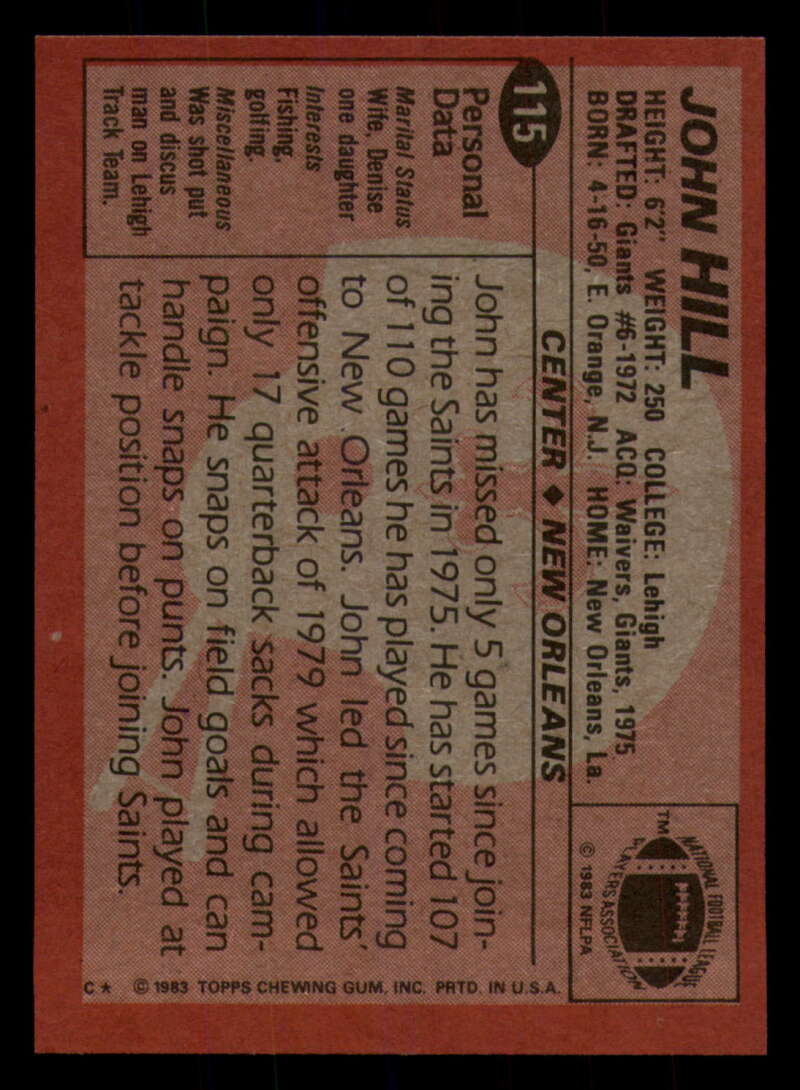 JOHN HILL
HEIGHT: 6'2" WEIGHT: 250 COLLEGE: Lehigh
DRAFTED: Giants #6-1972 ACQ: Waivers, Giants, 1975
BORN: 4-16-50, E. Orange, N.J. HOME: New Orleans, La.
NATIONAL FOOTBALL LEAGUE
PLAYERS ASSOCIATION
TM
© 1983 NFLPA
115
CENTER ♦ NEW ORLEANS
Personal
Data
Marital Status
Wife, Denise
one daughter
Interests
Fishing,
golfing.
Miscellaneous
Was shot put
and discus
man on Lehigh
Track Team.
John has missed only 5 games since join-
ing the Saints in 1975. He has started 107
of 110 games he has played since coming
to New Orleans. John led the Saints'
offensive attack of 1979 which allowed
only 17 quarterback sacks during cam-
paign. He snaps on field goals and can
handle snaps on punts. John played at
tackle position before joining Saints.
C* © 1983 TOPPS CHEWING GUM, INC. PRTD. IN U.S.A.